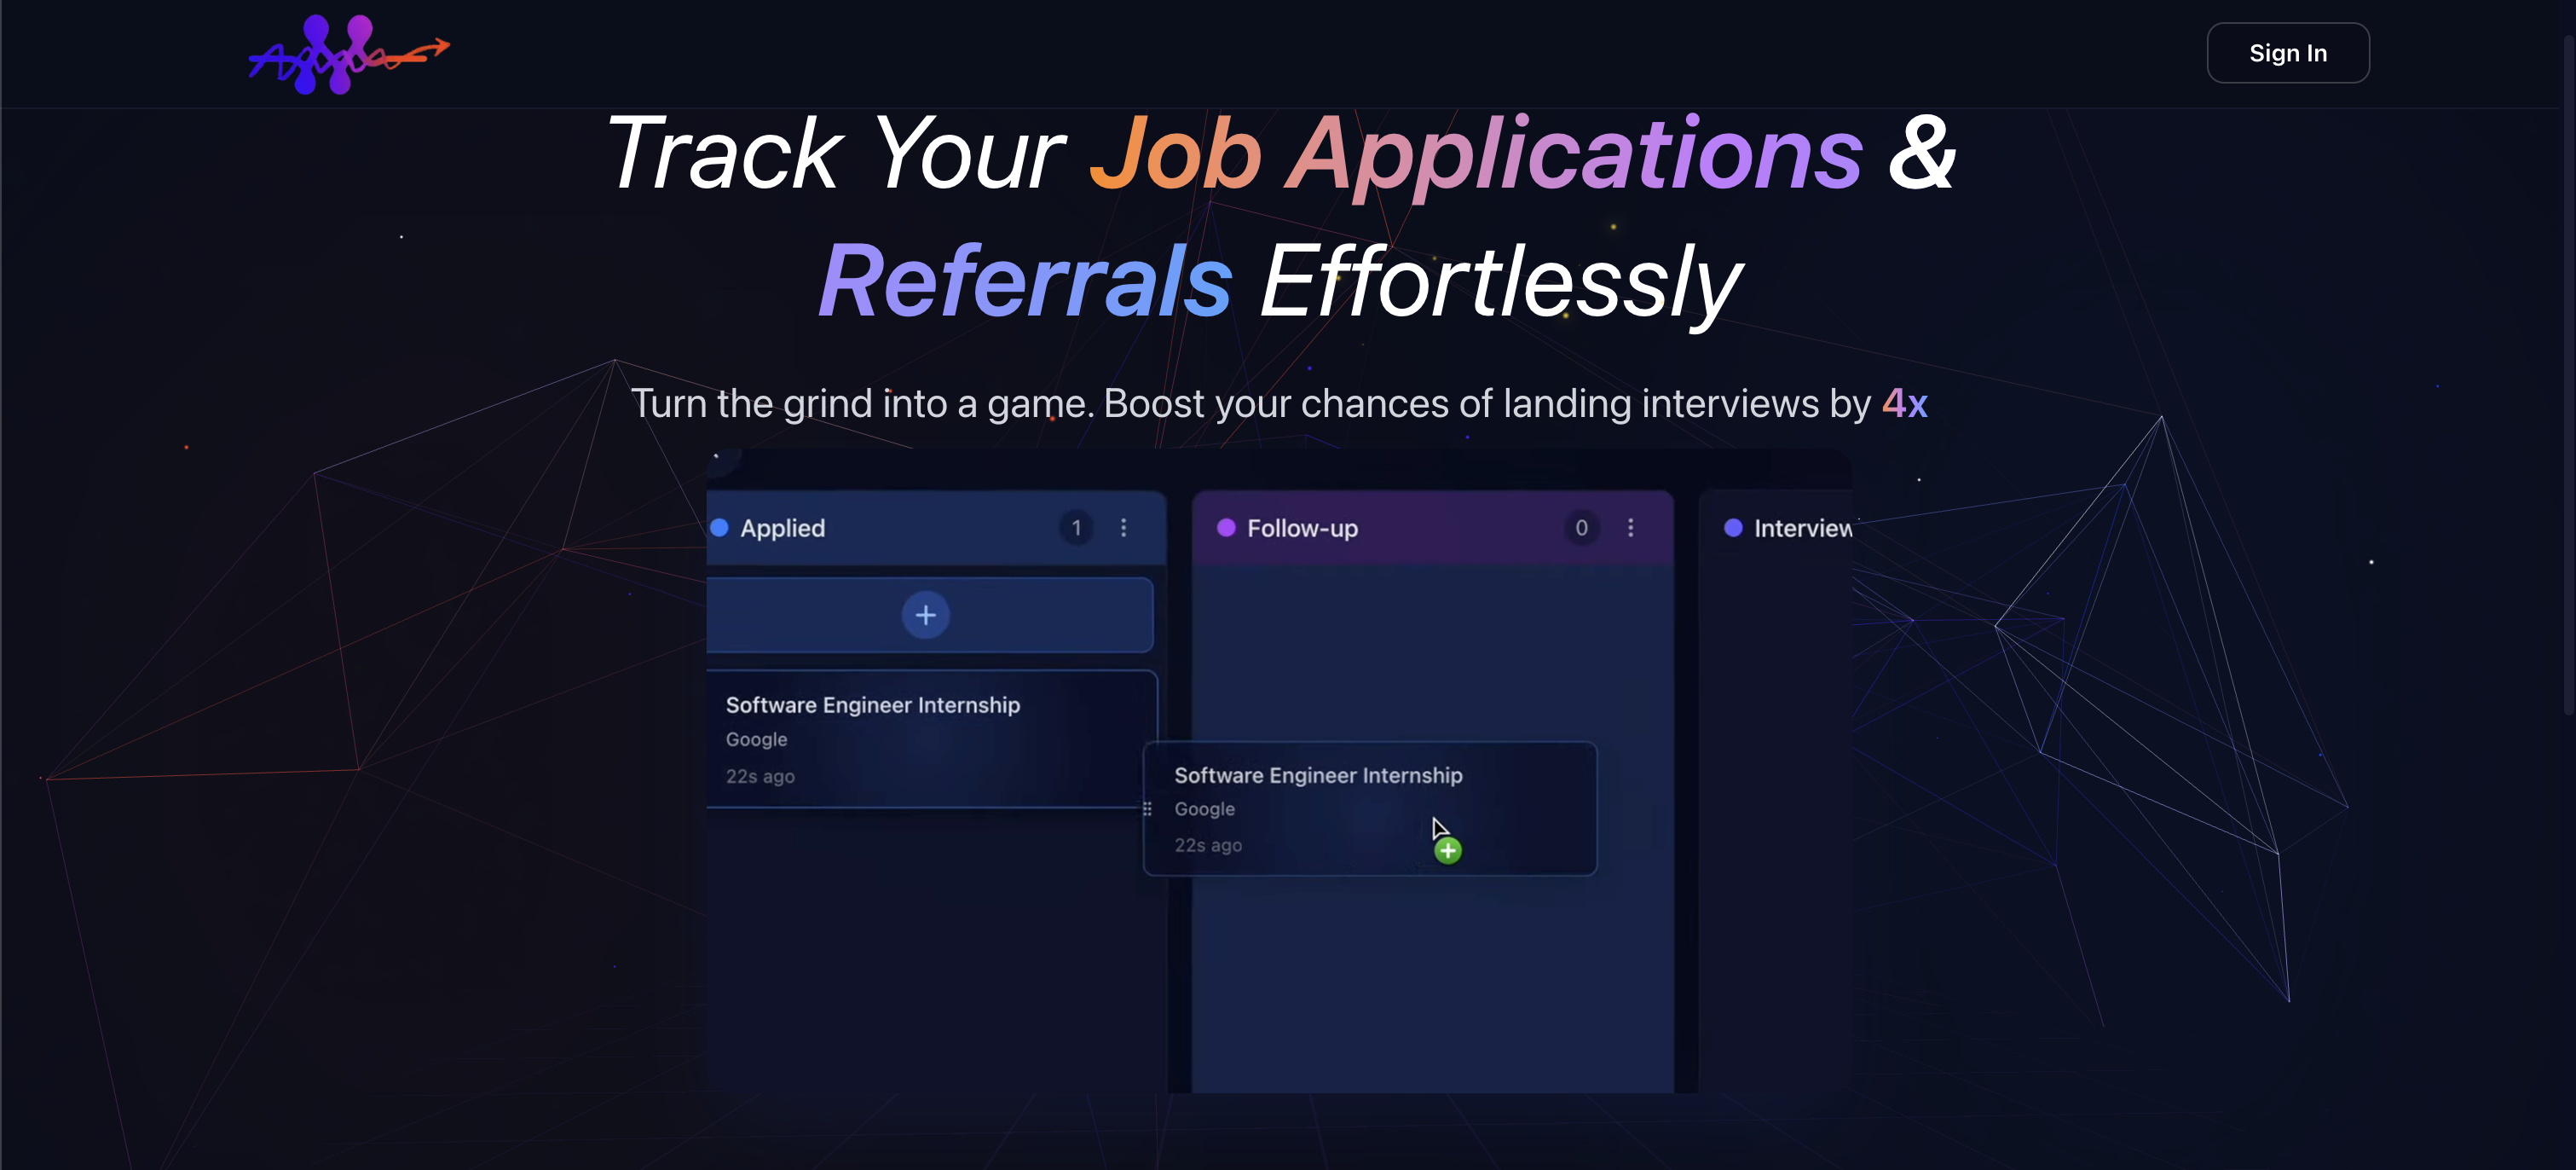 Sign In
Track Your Job Applications &
Referrals Effortlessly
Turn the grind into a game. Boost your chances of landing interviews by 4x
Applied 1
Follow-up 0
Interview
Software Engineer Internship
Google
22s ago
Software Engineer Internship
Google
22s ago